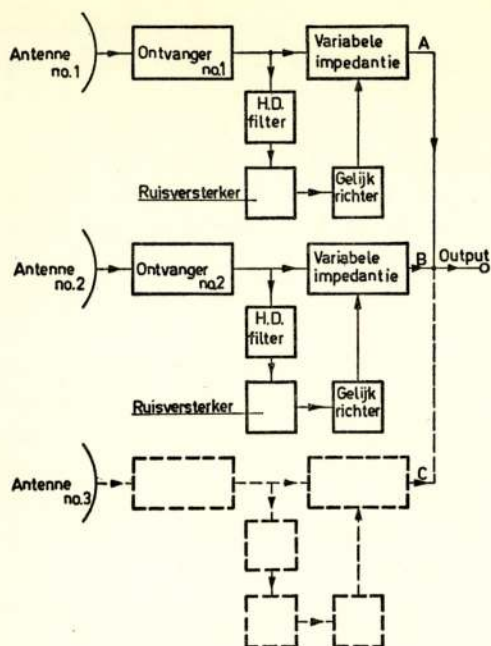 Antenne
no.1
Ontvanger
no.1
Variabele
impedantie
A
H.D.
filter
Ruisversterker
Gelijk
richter
Antenne
no.2
Ontvanger
no.2
Variabele
impedantie
B
Output
H.D.
filter
Ruisversterker
Gelijk
richter
Antenne
no.3
C